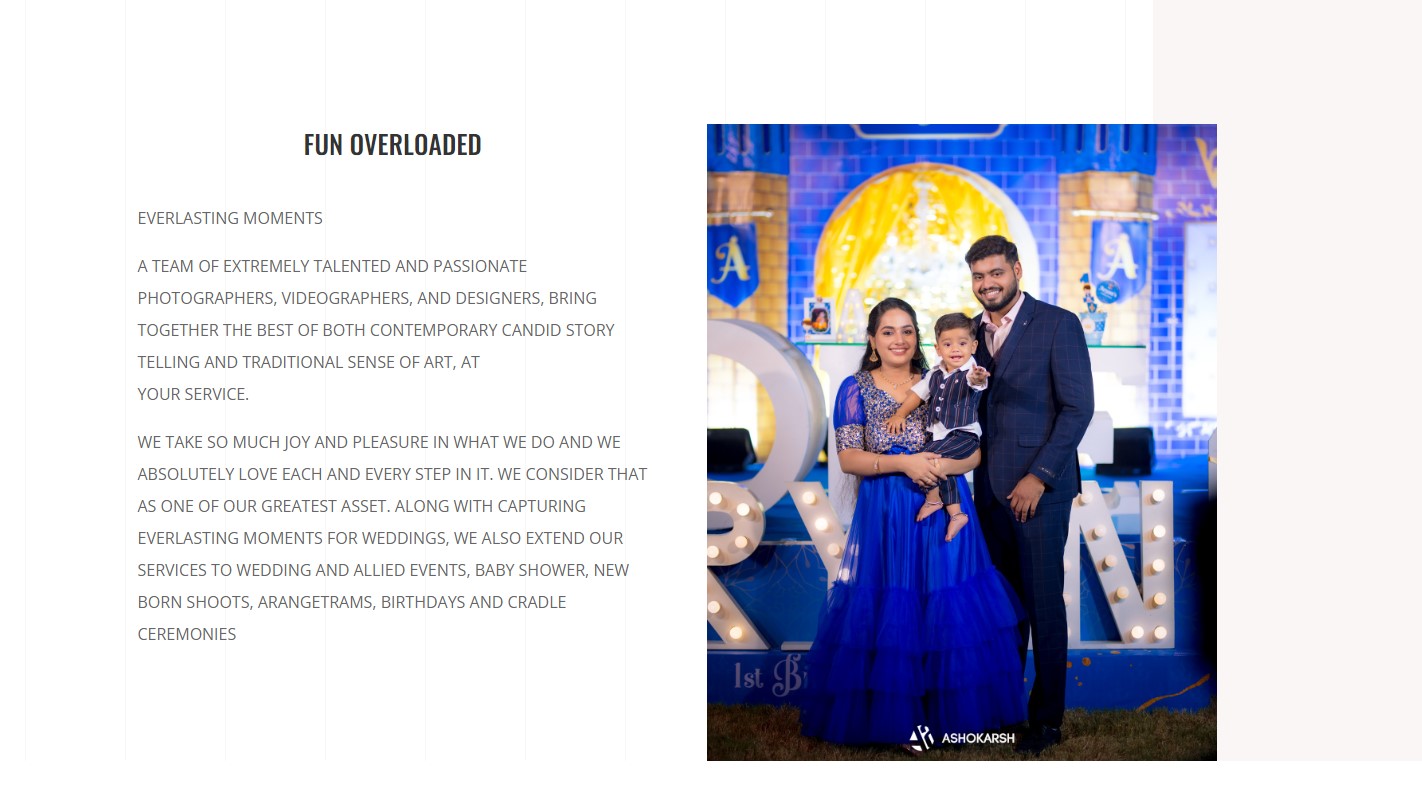 FUN OVERLOADED
EVERLASTING MOMENTS
A TEAM OF EXTREMELY TALENTED AND PASSIONATE
PHOTOGRAPHERS, VIDEOGRAPHERS, AND DESIGNERS, BRING
TOGETHER THE BEST OF BOTH CONTEMPORARY CANDID STORY
TELLING AND TRADITIONAL SENSE OF ART, AT
YOUR SERVICE.
WE TAKE SO MUCH JOY AND PLEASURE IN WHAT WE DO AND WE
ABSOLUTELY LOVE EACH AND EVERY STEP IN IT. WE CONSIDER THAT
AS ONE OF OUR GREATEST ASSET. ALONG WITH CAPTURING
EVERLASTING MOMENTS FOR WEDDINGS, WE ALSO EXTEND OUR
SERVICES TO WEDDING AND ALLIED EVENTS, BABY SHOWER, NEW
BORN SHOOTS, ARANGETRAMS, BIRTHDAYS AND CRADLE
CEREMONIES
A
A
N
1st Bi
ASHOKARSH